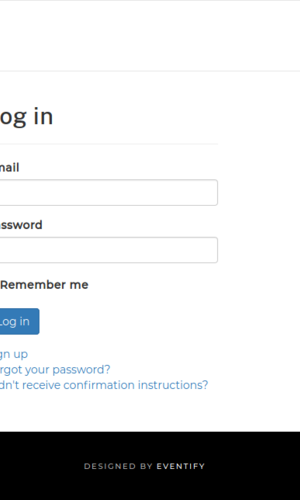 og in
nail
ssword
Remember me
Log in
gn up
rgot your password?
dn't receive confirmation instructions?
DESIGNED BY EVENTIFY